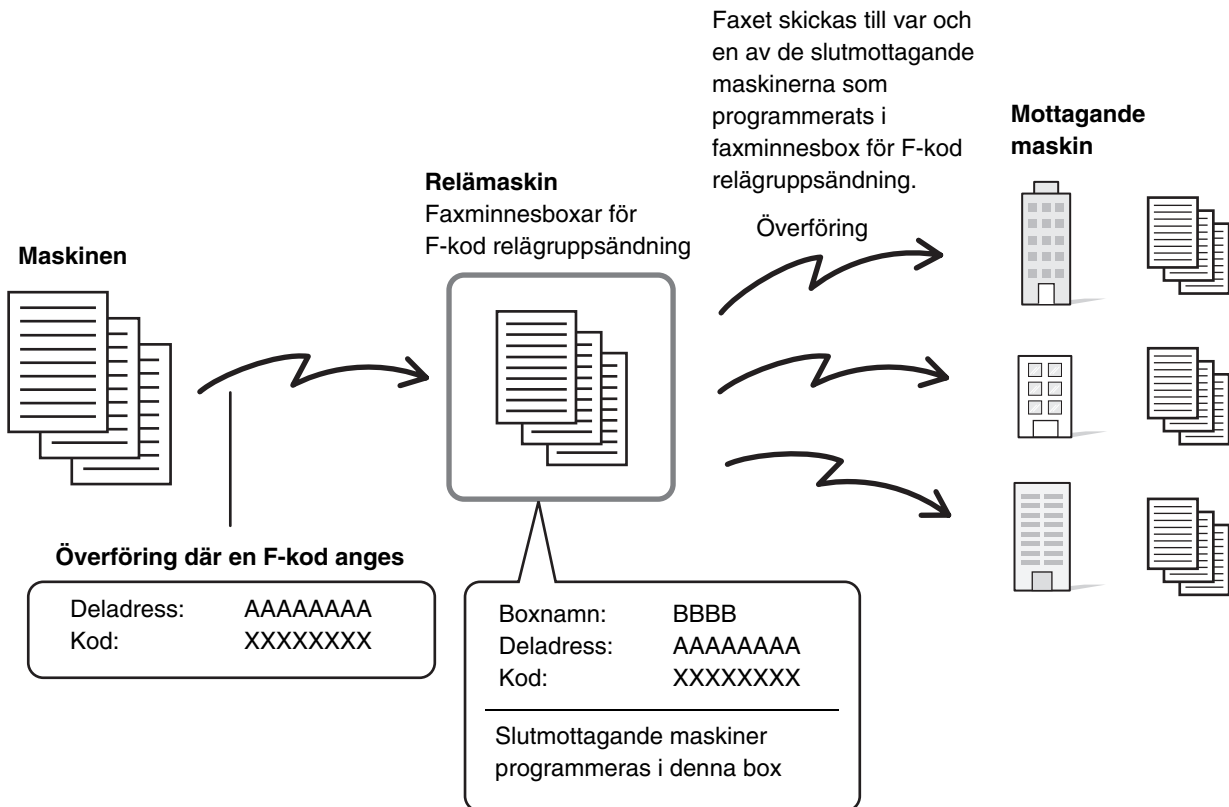 Faxet skickas till var och
en av de slutmottagande
maskinerna som
programmerats i
faxminnesbox för F-kod
relägruppsändning.
Mottagande
maskin
Relämaskin
Faxminnesboxar för
F-kod relägruppsändning
Överföring
Maskinen
Överföring där en F-kod anges
Deladress: AAAAAAAA
Kod: XXXXXXXX
Boxnamn: BBBB
Deladress: AAAAAAAA
Kod: XXXXXXXX
Slutmottagande maskiner
programmeras i denna box